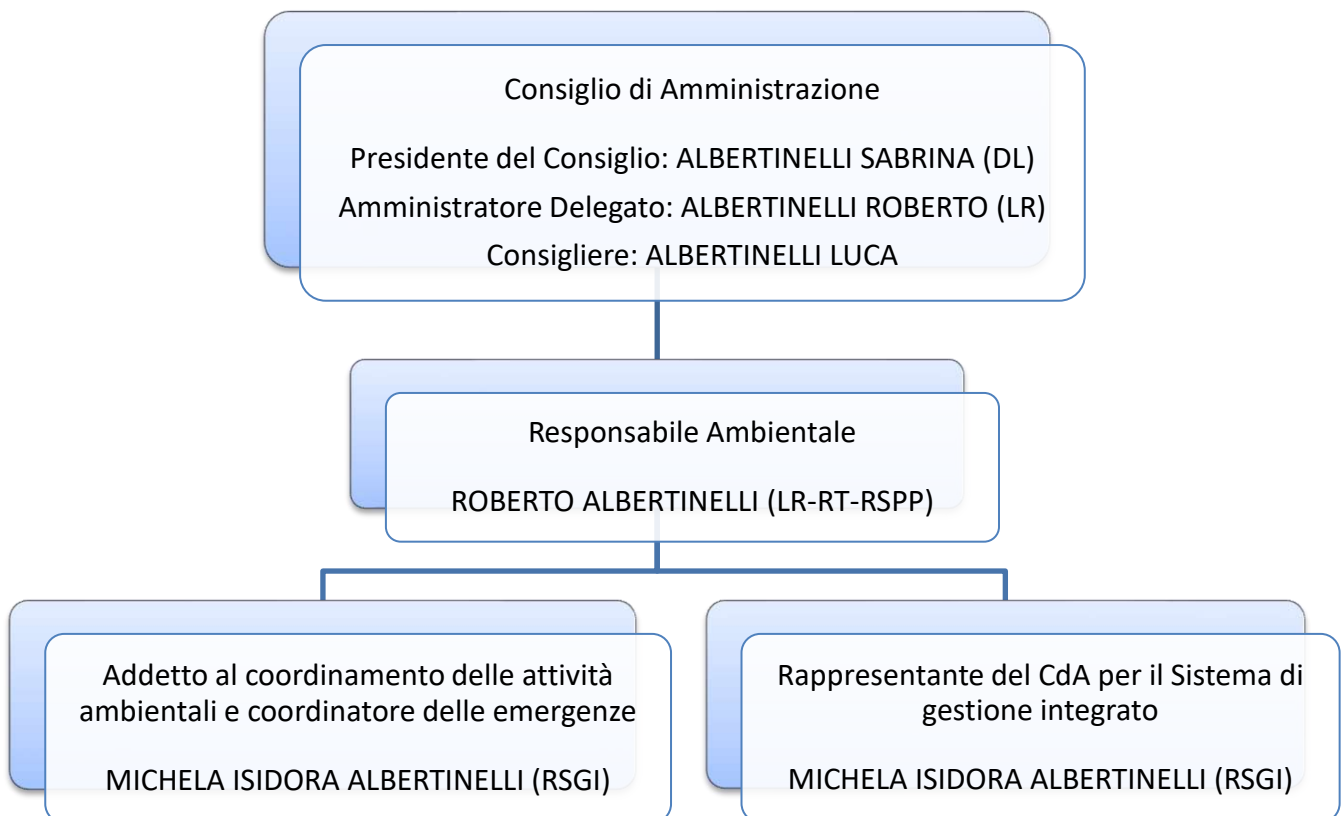 Consiglio di Amministrazione
Presidente del Consiglio: ALBERTINELLI SABRINA (DL)
Amministratore Delegato: ALBERTINELLI ROBERTO (LR)
Consigliere: ALBERTINELLI LUCA
Responsabile Ambientale
ROBERTO ALBERTINELLI (LR-RT-RSPP)
Addetto al coordinamento delle attività
ambientali e coordinatore delle emergenze
MICHELA ISIDORA ALBERTINELLI (RSGI)
Rappresentante del CdA per il Sistema di
gestione integrato
MICHELA ISIDORA ALBERTINELLI (RSGI)